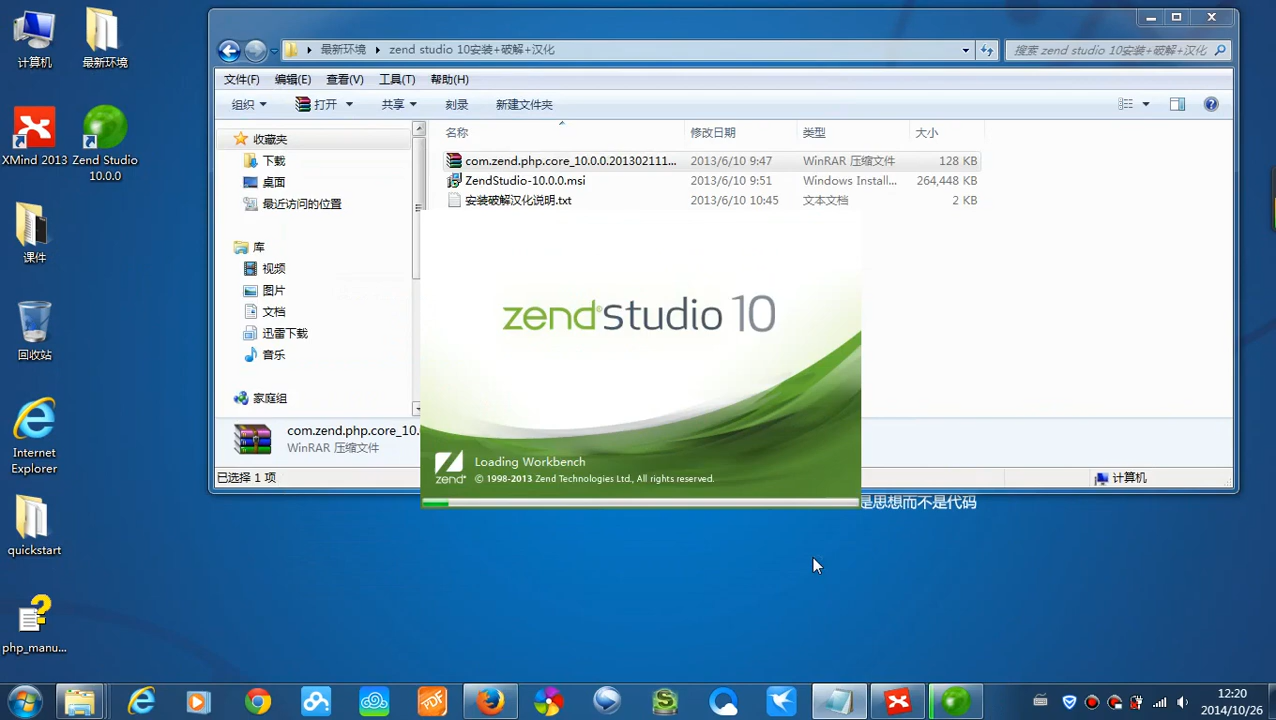 计算机
最新环境
XMind 2013
Zend Studio 10.0.0
课件
回收站
Internet Explorer
quickstart
php_manu...
最新环境
zend studio 10安装+破解+汉化
搜索 zend studio 10安装+破解+汉化
文件(F)
编辑(E)
查看(V)
工具(T)
帮助(H)
组织
打开
共享
刻录
新建文件夹
收藏夹
下载
桌面
最近访问的位置
库
视频
图片
文档
迅雷下载
音乐
家庭组
名称
修改日期
类型
大小
com.zend.php.core_10.0.0.201302111...
2013/6/10 9:47
WinRAR 压缩文件
128 KB
ZendStudio-10.0.0.msi
2013/6/10 9:51
Windows Install...
264,448 KB
安装破解汉化说明.txt
2013/6/10 10:45
文本文档
2 KB
zend Studio 10
zend
Loading Workbench
© 1998-2013 Zend Technologies Ltd., All rights reserved.
com.zend.php.core_10.
WinRAR 压缩文件
已选择 1 项
计算机
是思想而不是代码
PDF
12:20
2014/10/26